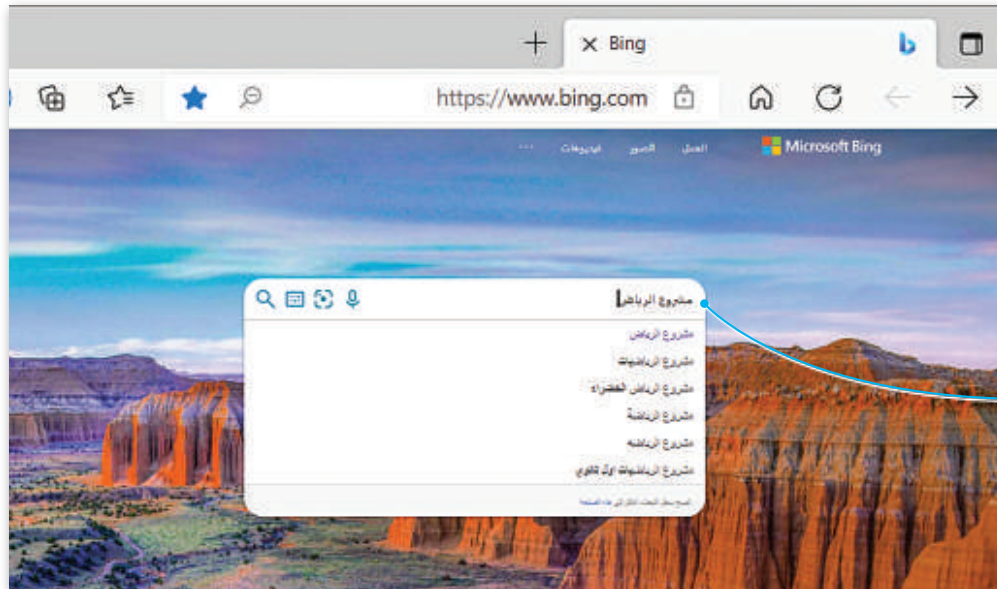 Bing
https://www.bing.com
Microsoft Bing
العمل الصور فيديوهات ...
مشروع الرياض
مشروع الرياض
مشروع الرياضيات
مشروع الرياض الخضراء
مشروع الرياضة
مشروع الرياضيه
مشروع الرياضيات اول ثانوي